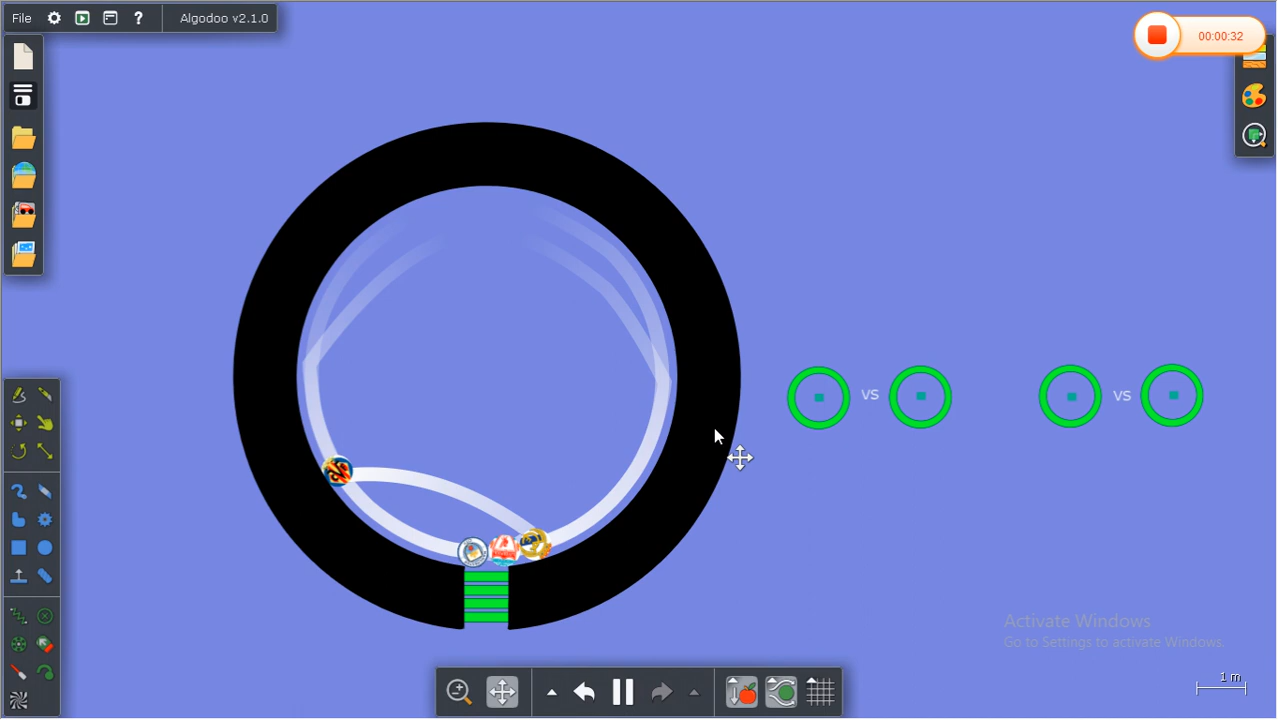 File ? Algodoo v2.1.0
00:00:32
VS VS
Activate Windows
Go to Settings to activate Windows.
1 m